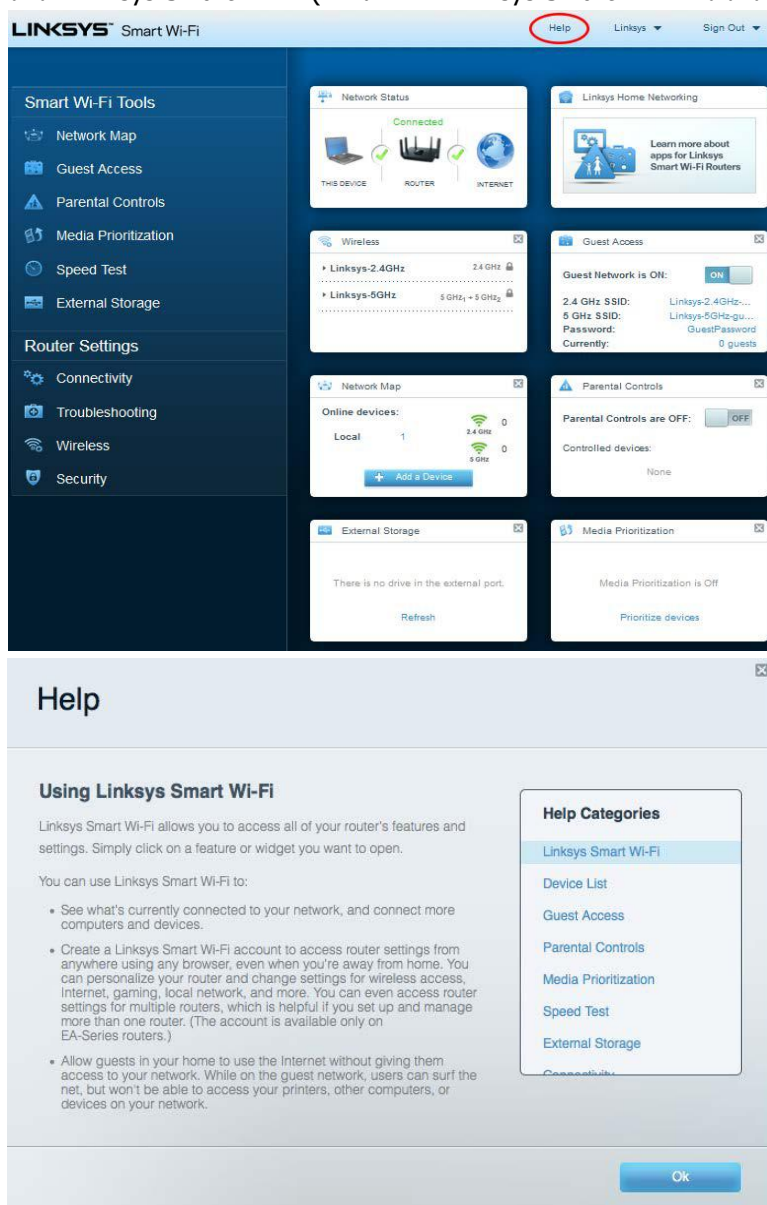 LINKSYS™ Smart Wi-Fi
Help
Linksys
Sign Out
Smart Wi-Fi Tools
Network Map
Guest Access
Parental Controls
Media Prioritization
Speed Test
External Storage
Router Settings
Connectivity
Troubleshooting
Wireless
Security
Network Status
Connected
THIS DEVICE ROUTER INTERNET
Linksys Home Networking
Learn more about
apps for Linksys
Smart Wi-Fi Routers
Wireless
Linksys-2.4GHz 2.4 GHz
Linksys-5GHz 5 GHz1 + 5 GHz2
Guest Access
Guest Network is ON: ON
2.4 GHz SSID: Linksys-2.4GHz-...
5 GHz SSID: Linksys-5GHz-gu...
Password: GuestPassword
Currently: 0 guests
Network Map
Online devices:
Local 1
0
2.4 GHz
0
5 GHz
+ Add a Device
Parental Controls
Parental Controls are OFF: OFF
Controlled devices:
None
External Storage
There is no drive in the external port.
Refresh
Media Prioritization
Media Prioritization is Off
Prioritize devices
Help
Using Linksys Smart Wi-Fi
Linksys Smart Wi-Fi allows you to access all of your router's features and
settings. Simply click on a feature or widget you want to open.
You can use Linksys Smart Wi-Fi to:
• See what's currently connected to your network, and connect more
computers and devices.
• Create a Linksys Smart Wi-Fi account to access router settings from
anywhere using any browser, even when you're away from home. You
can personalize your router and change settings for wireless access,
Internet, gaming, local network, and more. You can even access router
settings for multiple routers, which is helpful if you set up and manage
more than one router. (The account is available only on
EA-Series routers.)
• Allow guests in your home to use the Internet without giving them
access to your network. While on the guest network, users can surf the
net, but won't be able to access your printers, other computers, or
devices on your network.
Help Categories
Linksys Smart Wi-Fi
Device List
Guest Access
Parental Controls
Media Prioritization
Speed Test
External Storage
Connectivity
Ok